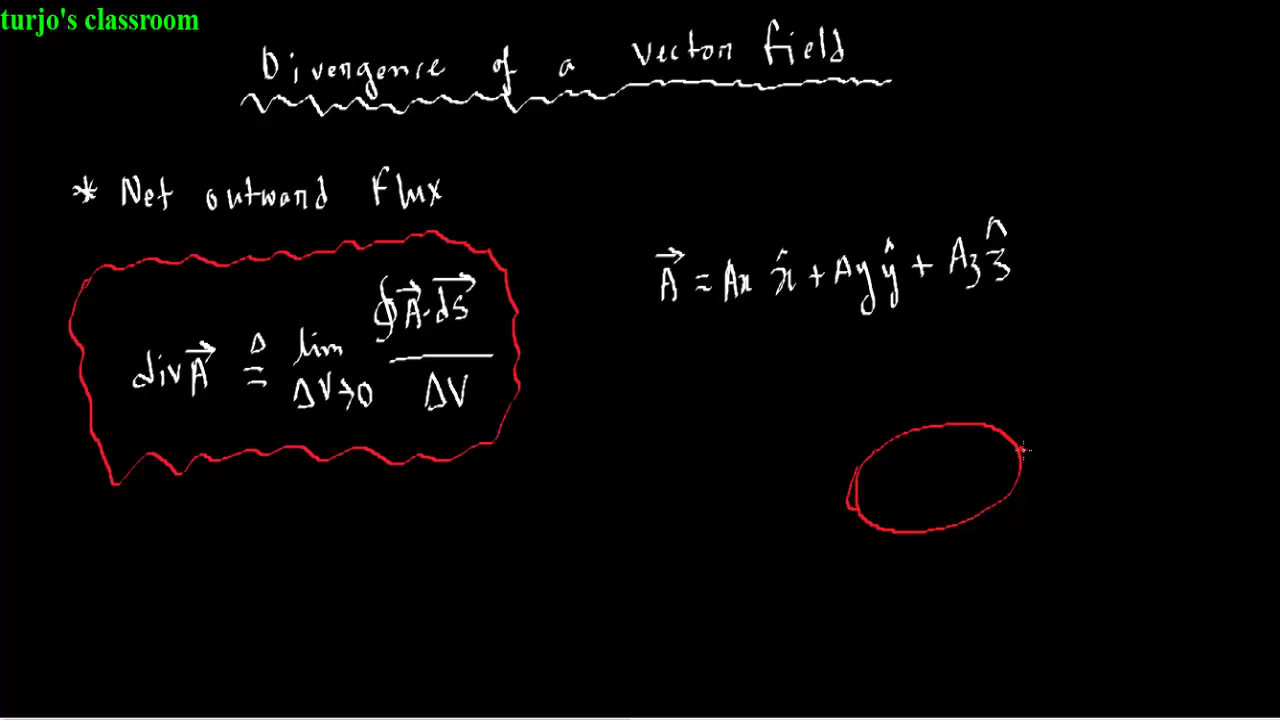 turjo's classroom
Divergence of a vector field
* Net outward Flux
div A⃗ ≜ lim ΔV→0 ∮A⃗·ds⃗ / ΔV
A⃗ = Ax x̂ + Ay ŷ + Az ẑ